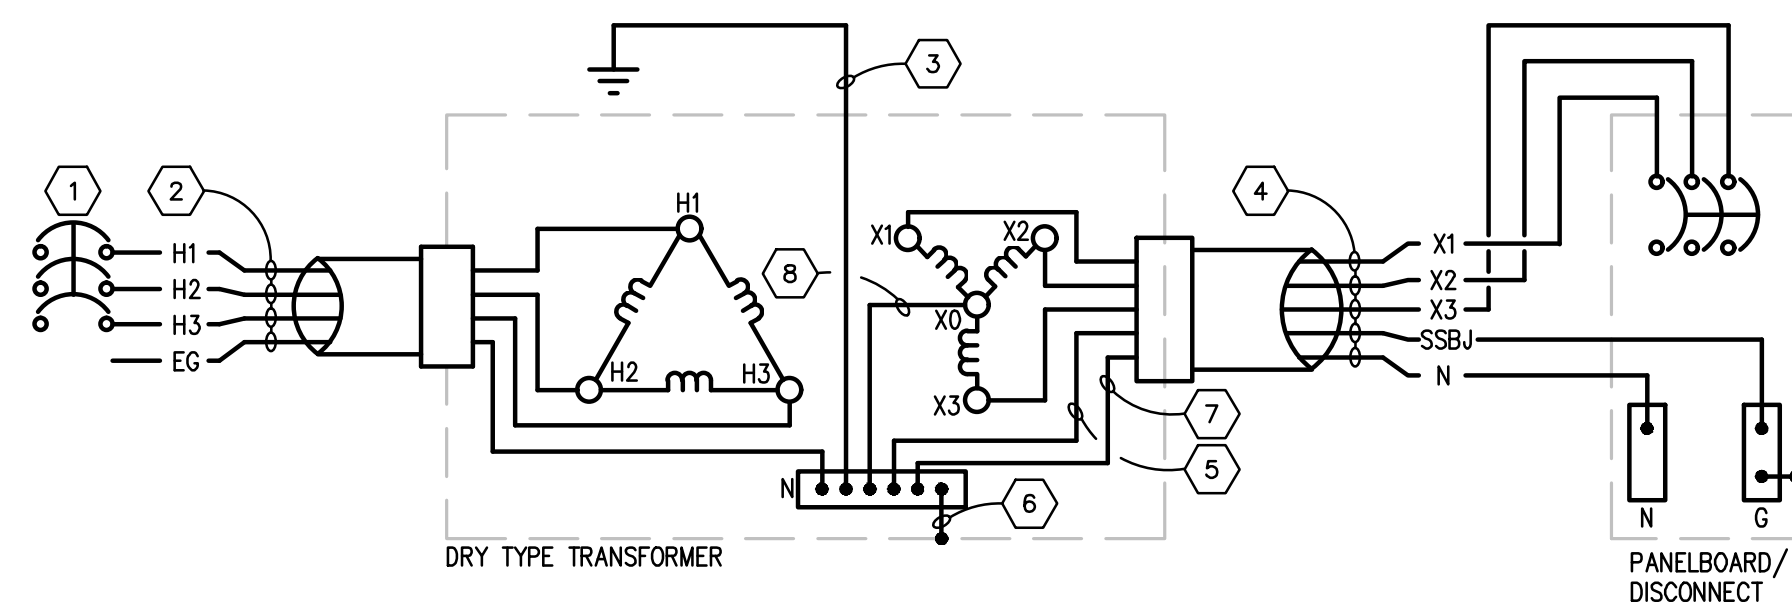 3
1
2
4
H1
X1
X2
8
H1
H2
H3
EG
H2
H3
X0
X3
X1
X2
X3
SSBJ
N
7
5
N
6
N
G
DRY TYPE TRANSFORMER
PANELBOARD/
DISCONNECT